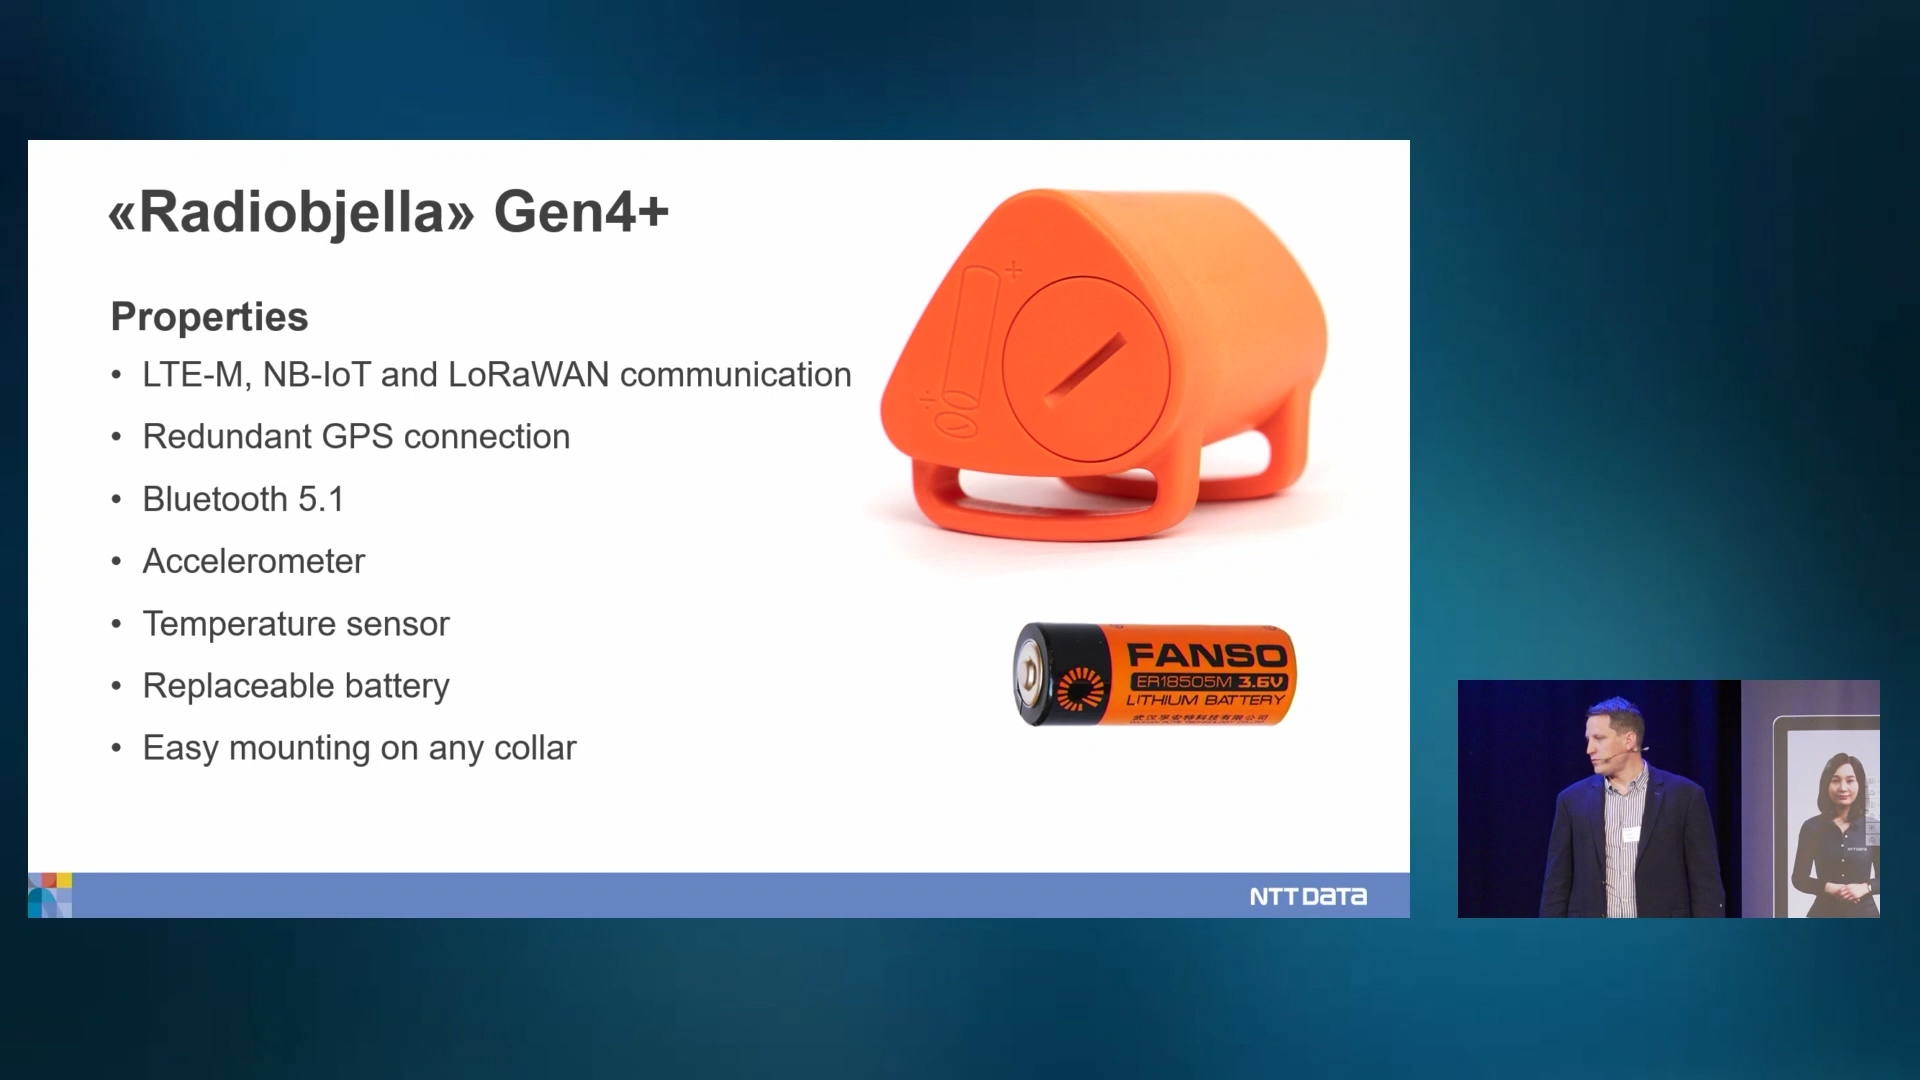 «Radiobjella» Gen4+
Properties
• LTE-M, NB-IoT and LoRaWAN communication
• Redundant GPS connection
• Bluetooth 5.1
• Accelerometer
• Temperature sensor
• Replaceable battery
• Easy mounting on any collar
FANSO
ER18505M 3.6V
LITHIUM BATTERY
NTT DATA